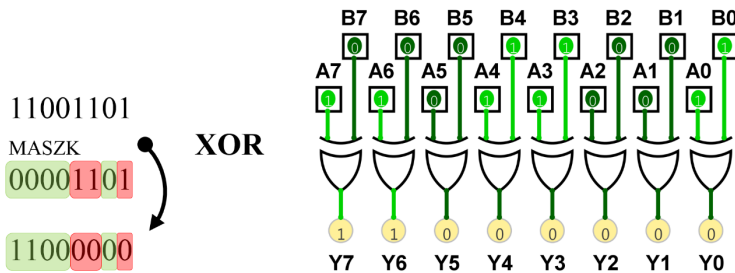 11001101
MASZK
00001101
11000000
XOR
B7 B6 B5 B4 B3 B2 B1 B0
0 0 0 1 1 0 0 1
A7 A6 A5 A4 A3 A2 A1 A0
1 1 0 1 1 0 0 1
1 1 0 0 0 0 0 0
Y7 Y6 Y5 Y4 Y3 Y2 Y1 Y0